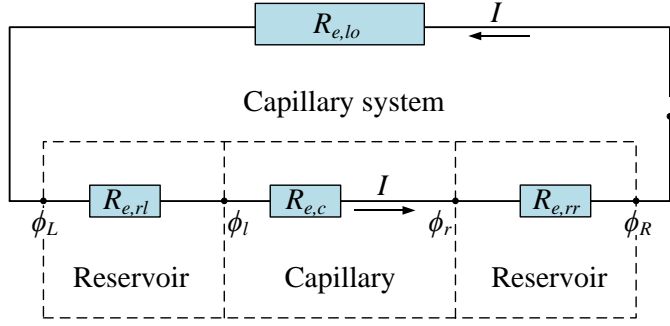 R_{e,lo} I
Capillary system
R_{e,rl} R_{e,c} I R_{e,rr}
ϕ_L ϕ_l ϕ_r ϕ_R
Reservoir Capillary Reservoir